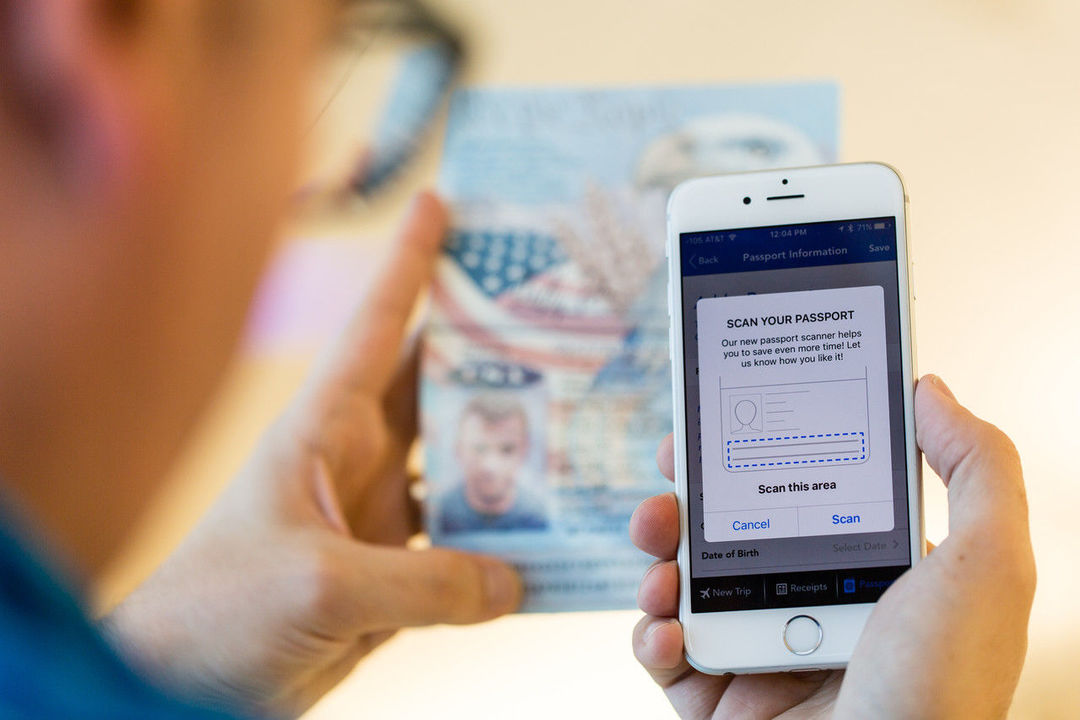 -105 AT&T 12:04 PM 71%
Back Passport Information Save
SCAN YOUR PASSPORT
Our new passport scanner helps
you to save even more time! Let
us know how you like it!
Scan this area
Cancel Scan
Date of Birth Select Date
New Trip Receipts
USA